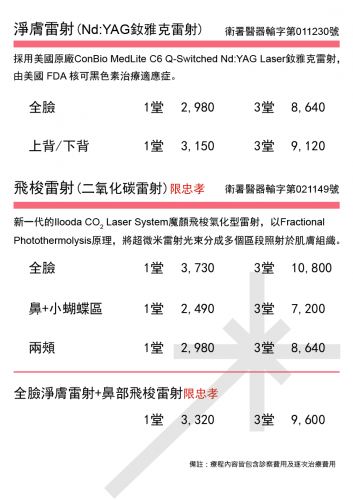 淨膚雷射(Nd:YAG釹雅克雷射) 衛署醫器輸字第011230號
採用美國原廠ConBio MedLite C6 Q-Switched Nd:YAG Laser釹雅克雷射，
由美國 FDA 核可黑色素治療適應症。
全臉 1堂 2,980 3堂 8,640
上背/下背 1堂 3,150 3堂 9,120
飛梭雷射(二氧化碳雷射)限忠孝 衛署醫器輸字第021149號
新一代的Ilooda CO2 Laser System魔顏飛梭氣化型雷射，以Fractional
Photothermolysis原理，將超微米雷射光束分成多個區段照射於肌膚組織。
全臉 1堂 3,730 3堂 10,800
鼻+小蝴蝶區 1堂 2,490 3堂 7,200
兩頰 1堂 2,980 3堂 8,640
全臉淨膚雷射+鼻部飛梭雷射限忠孝
1堂 3,320 3堂 9,600
備註：療程內容皆包含診察費用及逐次治療費用